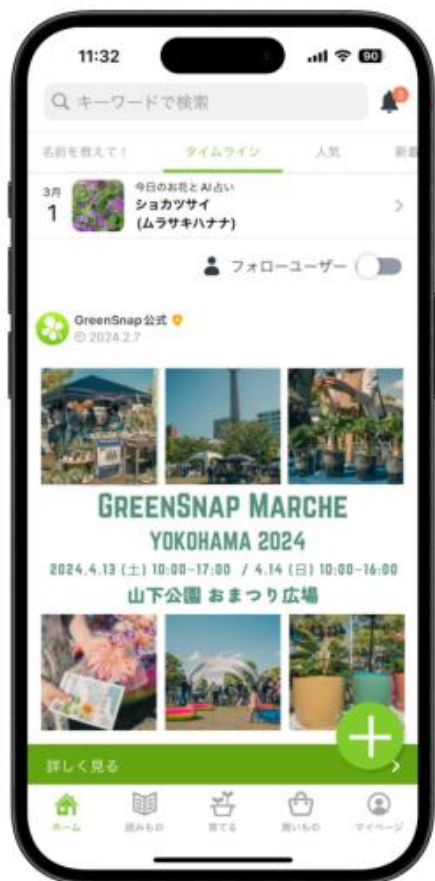 11:32
90
キーワードで検索
3
名前を教えて!
タイムライン
人気
新着
3月
1
今日のお花とAI占い
ショカツサイ
(ムラサキハナナ)
フォローユーザー
GreenSnap公式
2024.2.7
GREENSNAP MARCHE
YOKOHAMA 2024
2024.4.13 (土) 10:00-17:00 / 4.14 (日) 10:00-16:00
山下公園 おまつり広場
詳しく見る
ホーム
読みもの
育てる
買いもの
マイページ